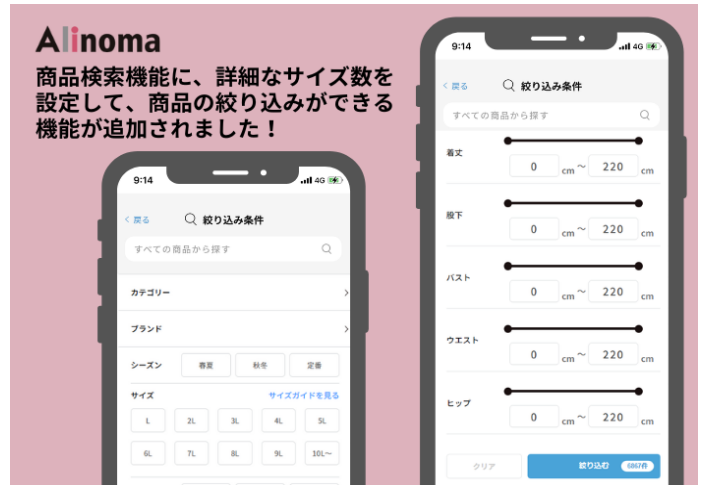 Alinoma
商品検索機能に、詳細なサイズ数を
設定して、商品の絞り込みができる
機能が追加されました！
9:14 4G
< 戻る 絞り込み条件
すべての商品から探す
カテゴリー >
ブランド >
シーズン 春夏 秋冬 定番
サイズ サイズガイドを見る
L 2L 3L 4L 5L
6L 7L 8L 9L 10L〜
9:14 4G
< 戻る 絞り込み条件
すべての商品から探す
着丈 0 cm 〜 220 cm
股下 0 cm 〜 220 cm
バスト 0 cm 〜 220 cm
ウエスト 0 cm 〜 220 cm
ヒップ 0 cm 〜 220 cm
クリア 絞り込む 6867件